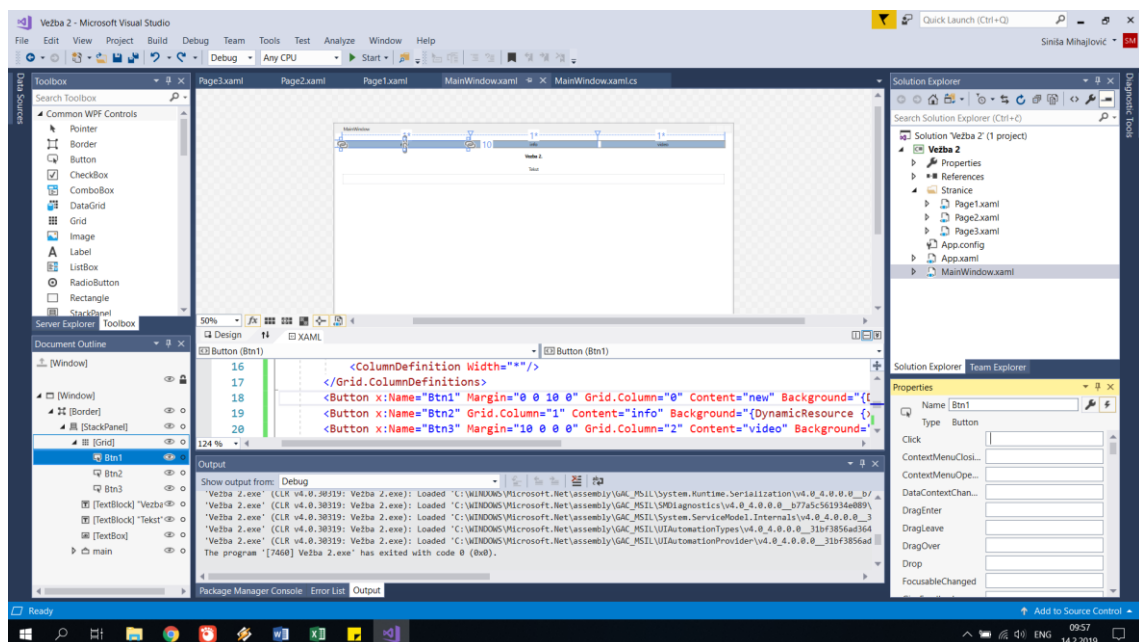 Vežba 2 - Microsoft Visual Studio
Quick Launch (Ctrl+Q)
File Edit View Project Build Debug Team Tools Test Analyze Window Help
Siniša Mihajlović SM
Debug Any CPU Start
Data Sources
Toolbox
Search Toolbox
Common WPF Controls
Pointer
Border
Button
CheckBox
ComboBox
DataGrid
Grid
Image
Label
ListBox
RadioButton
Rectangle
StackPanel
Server Explorer Toolbox
Document Outline
[Window]
[Window]
[Border]
[StackPanel]
[Grid]
Btn1
Btn2
Btn3
[TextBlock] "Vežba
[TextBlock] "Tekst"
[TextBox]
main
Page3.xaml Page2.xaml Page1.xaml MainWindow.xaml MainWindow.xaml.cs
MainWindow
10
info video
Vežba 2.
Tekst
50%
Design XAML
Button (Btn1) Button (Btn1)
16 <ColumnDefinition Width="*"/>
17 </Grid.ColumnDefinitions>
18 <Button x:Name="Btn1" Margin="0 0 10 0" Grid.Column="0" Content="new" Background="{D
19 <Button x:Name="Btn2" Grid.Column="1" Content="info" Background="{DynamicResource {x
20 <Button x:Name="Btn3" Margin="10 0 0 0" Grid.Column="2" Content="video" Background="
124 %
Output
Show output from: Debug
'Vežba 2.exe' (CLR v4.0.30319: Vežba 2.exe): Loaded 'C:\WINDOWS\Microsoft.Net\assembly\GAC_MSIL\System.Runtime.Serialization\v4.0_4.0.0.0__b7
'Vežba 2.exe' (CLR v4.0.30319: Vežba 2.exe): Loaded 'C:\WINDOWS\Microsoft.Net\assembly\GAC_MSIL\SMDiagnostics\v4.0_4.0.0.0__b77a5c561934e089\
'Vežba 2.exe' (CLR v4.0.30319: Vežba 2.exe): Loaded 'C:\WINDOWS\Microsoft.Net\assembly\GAC_MSIL\System.ServiceModel.Internals\v4.0_4.0.0.0__3
'Vežba 2.exe' (CLR v4.0.30319: Vežba 2.exe): Loaded 'C:\WINDOWS\Microsoft.Net\assembly\GAC_MSIL\UIAutomationTypes\v4.0_4.0.0.0__31bf3856ad364
'Vežba 2.exe' (CLR v4.0.30319: Vežba 2.exe): Loaded 'C:\WINDOWS\Microsoft.Net\assembly\GAC_MSIL\UIAutomationProvider\v4.0_4.0.0.0__31bf3856ad
The program '[7460] Vežba 2.exe' has exited with code 0 (0x0).
Package Manager Console Error List Output
Solution Explorer
Search Solution Explorer (Ctrl+č)
Solution 'Vežba 2' (1 project)
Vežba 2
Properties
References
Stranice
Page1.xaml
Page2.xaml
Page3.xaml
App.config
App.xaml
MainWindow.xaml
Solution Explorer Team Explorer
Diagnostic Tools
Properties
Name Btn1
Type Button
Click
ContextMenuClosi...
ContextMenuOpe...
DataContextChan...
DragEnter
DragLeave
DragOver
Drop
FocusableChanged
Ready
Add to Source Control
ENG
09:57
14.2.2019.